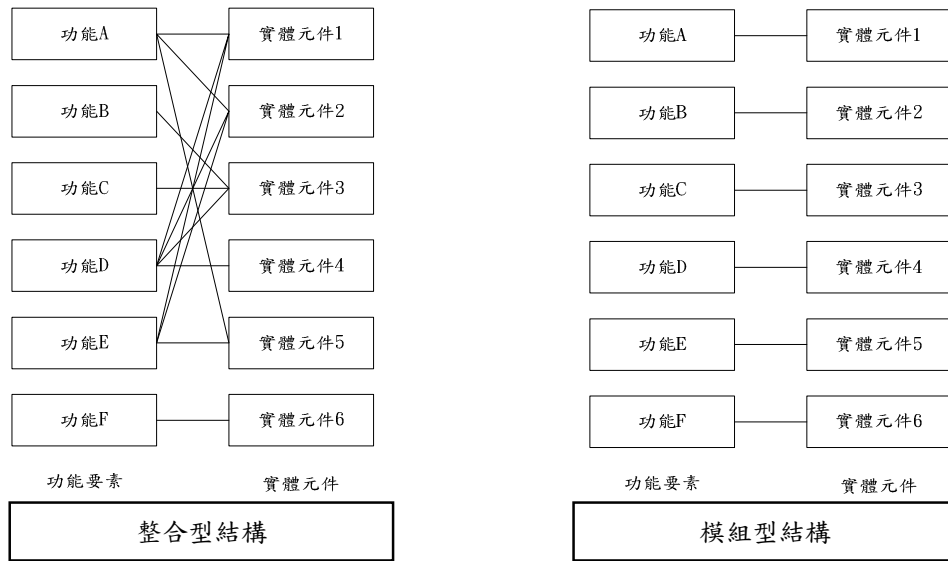 功能A
實體元件1
功能B
實體元件2
功能C
實體元件3
功能D
實體元件4
功能E
實體元件5
功能F
實體元件6
功能要素
實體元件
整合型結構
功能A
實體元件1
功能B
實體元件2
功能C
實體元件3
功能D
實體元件4
功能E
實體元件5
功能F
實體元件6
功能要素
實體元件
模組型結構